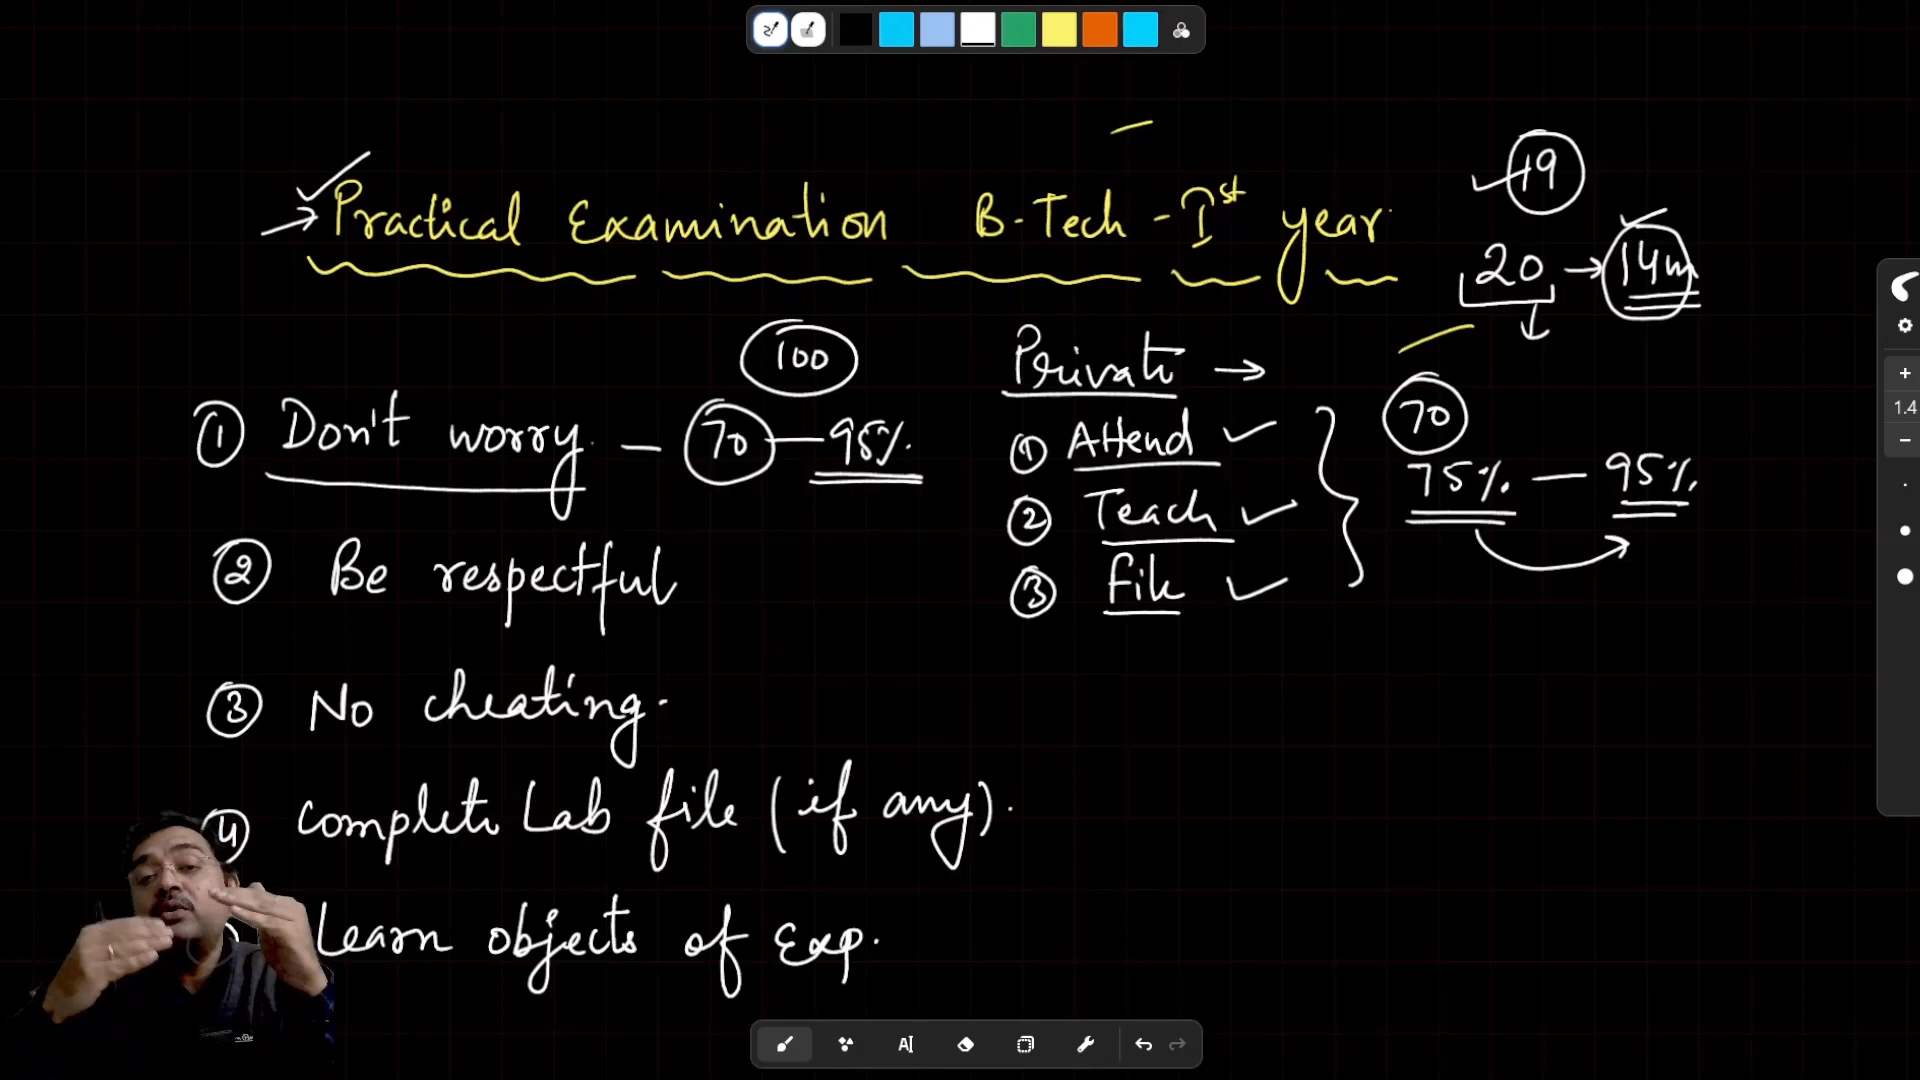 Practical Examination B-Tech - Ist year.
19
20 → 14m
100
① Don't worry. — 70 — 95%.
② Be respectful
③ No cheating.
④ Complete Lab file (if any).
Learn objects of Exp.
Private →
① Attend ✓
② Teach ✓
③ File ✓
70
75% — 95%
AI
1.4